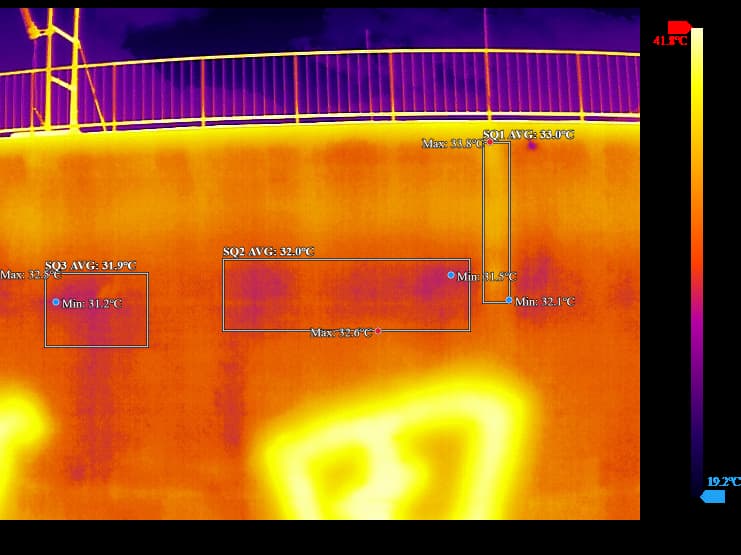 41.8°C
SQ1 AVG: 33.0°C
Max: 33.8°C
SQ2 AVG: 32.0°C
SQ3 AVG: 31.9°C
Max: 32.5°C
Min: 31.5°C
Min: 31.2°C
Min: 32.1°C
Max: 32.6°C
19.2°C